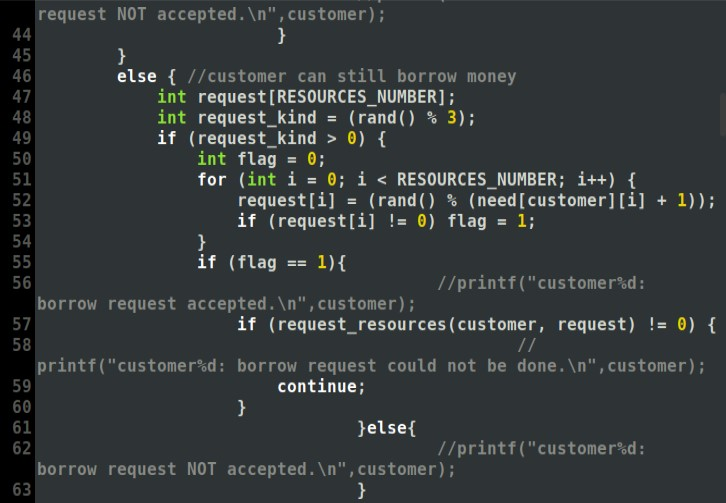 request NOT accepted.\n",customer);
44 }
45 }
46 else { //customer can still borrow money
47 int request[RESOURCES_NUMBER];
48 int request_kind = (rand() % 3);
49 if (request_kind > 0) {
50 int flag = 0;
51 for (int i = 0; i < RESOURCES_NUMBER; i++) {
52 request[i] = (rand() % (need[customer][i] + 1));
53 if (request[i] != 0) flag = 1;
54 }
55 if (flag == 1){
56 //printf("customer%d:
borrow request accepted.\n",customer);
57 if (request_resources(customer, request) != 0) {
58 //
printf("customer%d: borrow request could not be done.\n",customer);
59 continue;
60 }
61 }else{
62 //printf("customer%d:
borrow request NOT accepted.\n",customer);
63 }